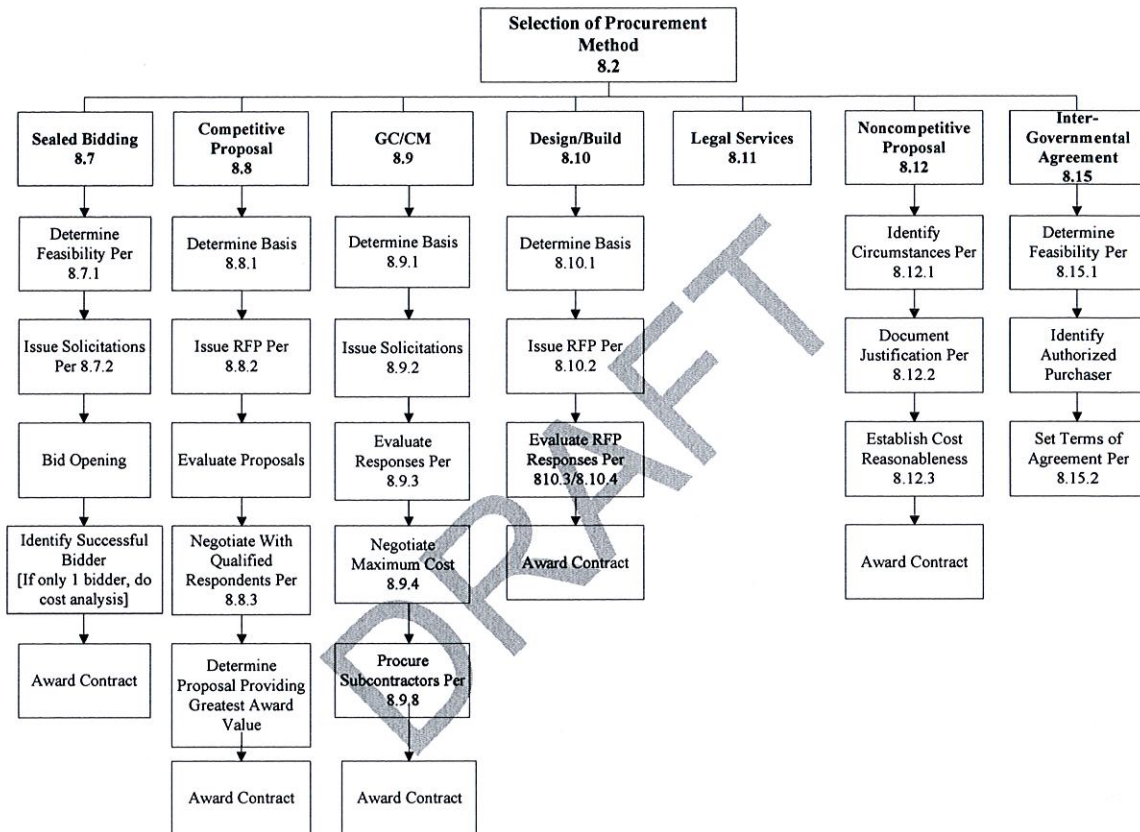 Selection of Procurement
Method
8.2
Sealed Bidding
8.7
Determine
Feasibility Per
8.7.1
Issue Solicitations
Per 8.7.2
Bid Opening
Identify Successful
Bidder
[If only 1 bidder, do
cost analysis]
Award Contract
Competitive
Proposal
8.8
Determine Basis
8.8.1
Issue RFP Per
8.8.2
Evaluate Proposals
Negotiate With
Qualified
Respondents Per
8.8.3
Determine
Proposal Providing
Greatest Award
Value
Award Contract
GC/CM
8.9
Determine Basis
8.9.1
Issue Solicitations
8.9.2
Evaluate
Responses Per
8.9.3
Negotiate
Maximum Cost
8.9.4
Procure
Subcontractors Per
8.9.8
Award Contract
Design/Build
8.10
Determine Basis
8.10.1
Issue RFP Per
8.10.2
Evaluate RFP
Responses Per
810.3/8.10.4
Award Contract
Legal Services
8.11
Noncompetitive
Proposal
8.12
Identify
Circumstances Per
8.12.1
Document
Justification Per
8.12.2
Establish Cost
Reasonableness
8.12.3
Award Contract
Inter-
Governmental
Agreement
8.15
Determine
Feasibility Per
8.15.1
Identify
Authorized
Purchaser
Set Terms of
Agreement Per
8.15.2
DRAFT